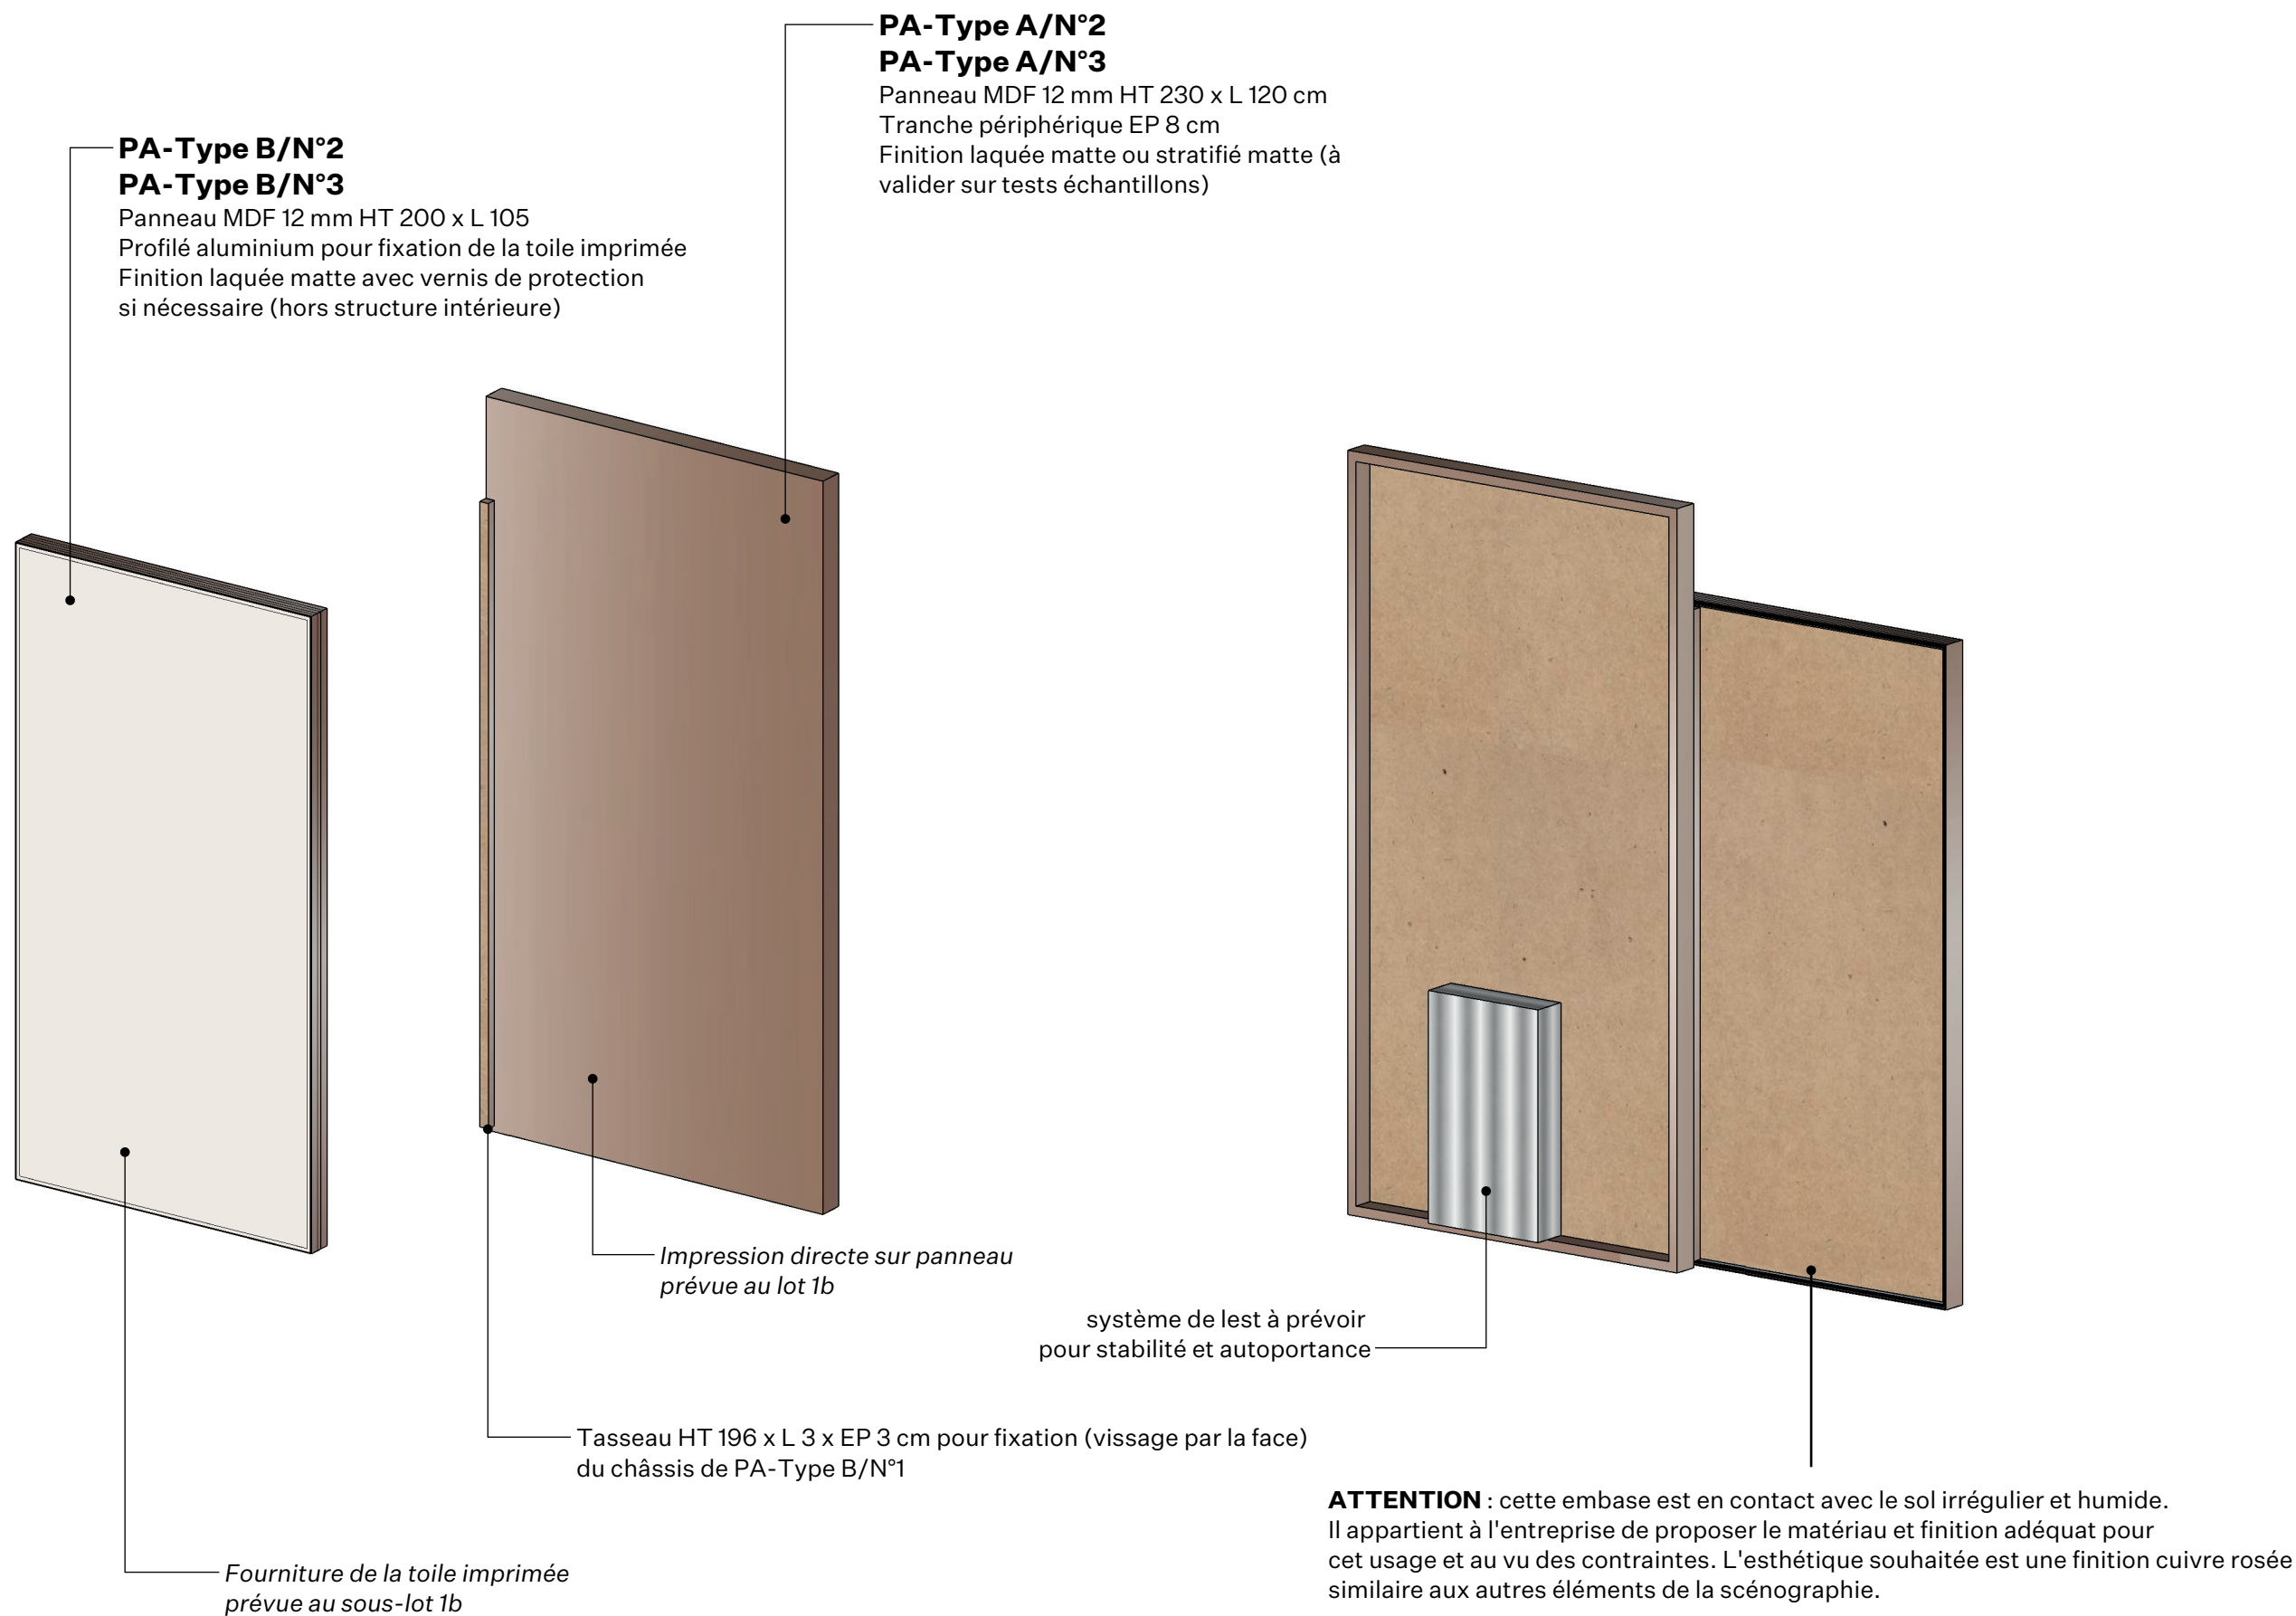 PA-Type A/N°2
PA-Type A/N°3
Panneau MDF 12 mm HT 230 x L 120 cm
Tranche périphérique EP 8 cm
Finition laquée matte ou stratifié matte (à
valider sur tests échantillons)
PA-Type B/N°2
PA-Type B/N°3
Panneau MDF 12 mm HT 200 x L 105
Profilé aluminium pour fixation de la toile imprimée
Finition laquée matte avec vernis de protection
si nécessaire (hors structure intérieure)
Impression directe sur panneau
prévue au lot 1b
système de lest à prévoir
pour stabilité et autoportance
Tasseau HT 196 x L 3 x EP 3 cm pour fixation (vissage par la face)
du châssis de PA-Type B/N°1
ATTENTION : cette embase est en contact avec le sol irrégulier et humide.
Il appartient à l'entreprise de proposer le matériau et finition adéquat pour
cet usage et au vu des contraintes. L'esthétique souhaitée est une finition cuivre rosée
similaire aux autres éléments de la scénographie.
Fourniture de la toile imprimée
prévue au sous-lot 1b